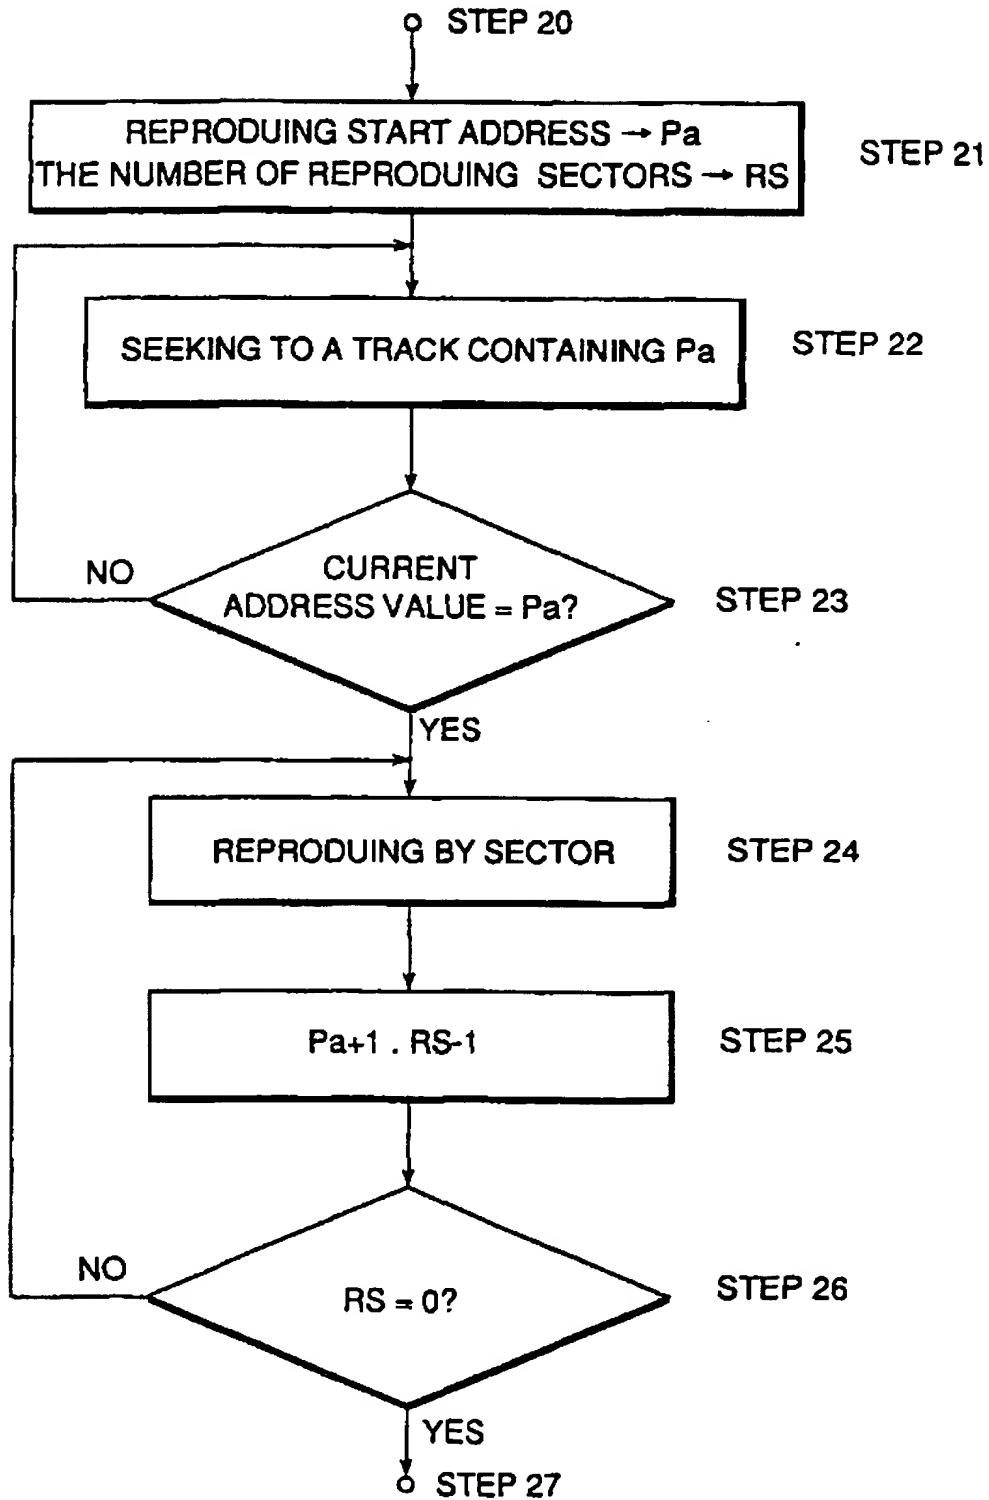 STEP 20
REPRODUING START ADDRESS → Pa
THE NUMBER OF REPRODUING SECTORS → RS
STEP 21
SEEKING TO A TRACK CONTAINING Pa
STEP 22
NO
CURRENT
ADDRESS VALUE = Pa?
STEP 23
YES
REPRODUING BY SECTOR
STEP 24
Pa+1 . RS-1
STEP 25
NO
RS = 0?
STEP 26
YES
STEP 27